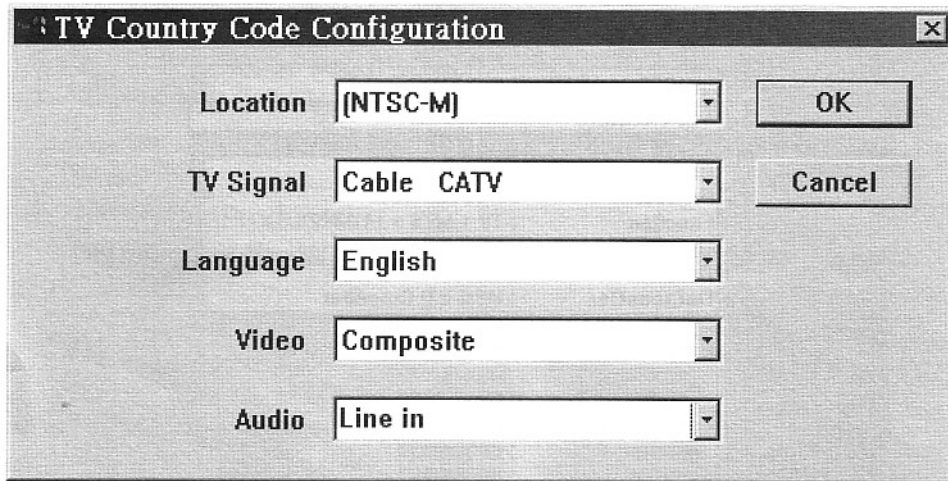 TV Country Code Configuration
Location (NTSC-M) OK
TV Signal Cable CATV Cancel
Language English
Video Composite
Audio Line in